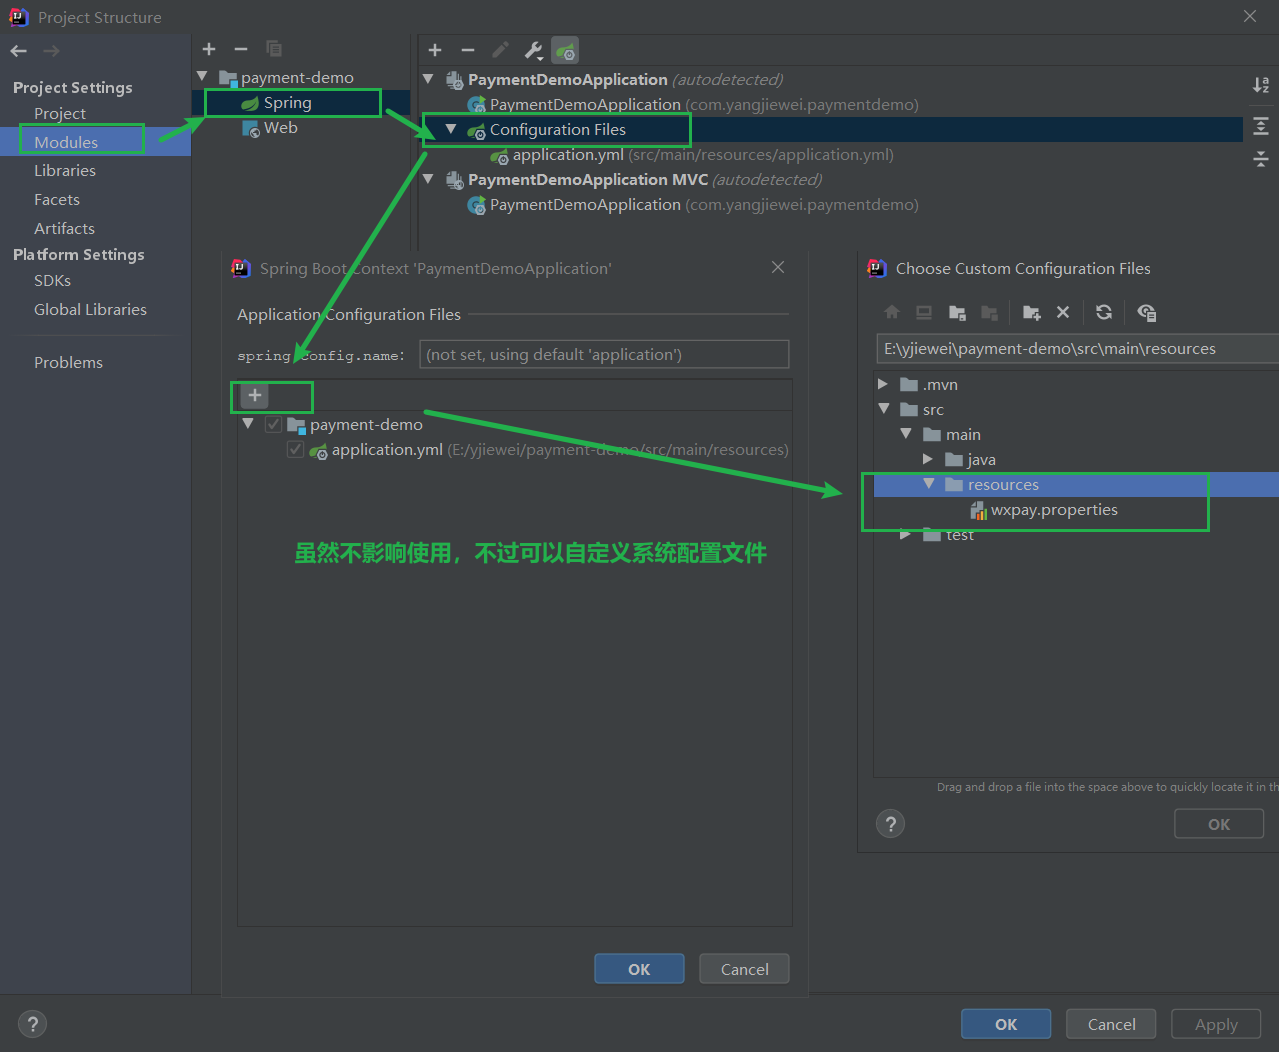 Project Structure
Project Settings
Project
Modules
Libraries
Facets
Artifacts
Platform Settings
SDKs
Global Libraries
Problems
payment-demo
Spring
Web
PaymentDemoApplication (autodetected)
PaymentDemoApplication (com.yangjiewei.paymentdemo)
Configuration Files
application.yml (src/main/resources/application.yml)
PaymentDemoApplication MVC (autodetected)
PaymentDemoApplication (com.yangjiewei.paymentdemo)
Spring Boot Context 'PaymentDemoApplication'
Application Configuration Files
spring.config.name:
(not set, using default 'application')
payment-demo
application.yml (E:/yjiewei/payment-demo/src/main/resources)
虽然不影响使用，不过可以自定义系统配置文件
OK
Cancel
Choose Custom Configuration Files
E:\yjiewei\payment-demo\src\main\resources
.mvn
src
main
java
resources
wxpay.properties
test
Drag and drop a file into the space above to quickly locate it in th
?
OK
?
OK
Cancel
Apply